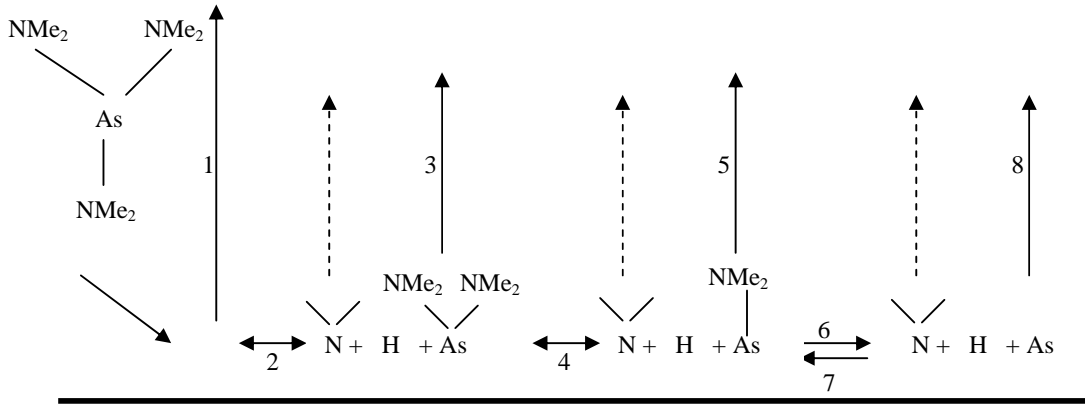 NMe₂ NMe₂
As
1 3 5 8
NMe₂
NMe₂ NMe₂ NMe₂
6
N + H + As N + H + As N + H + As
2 4 7